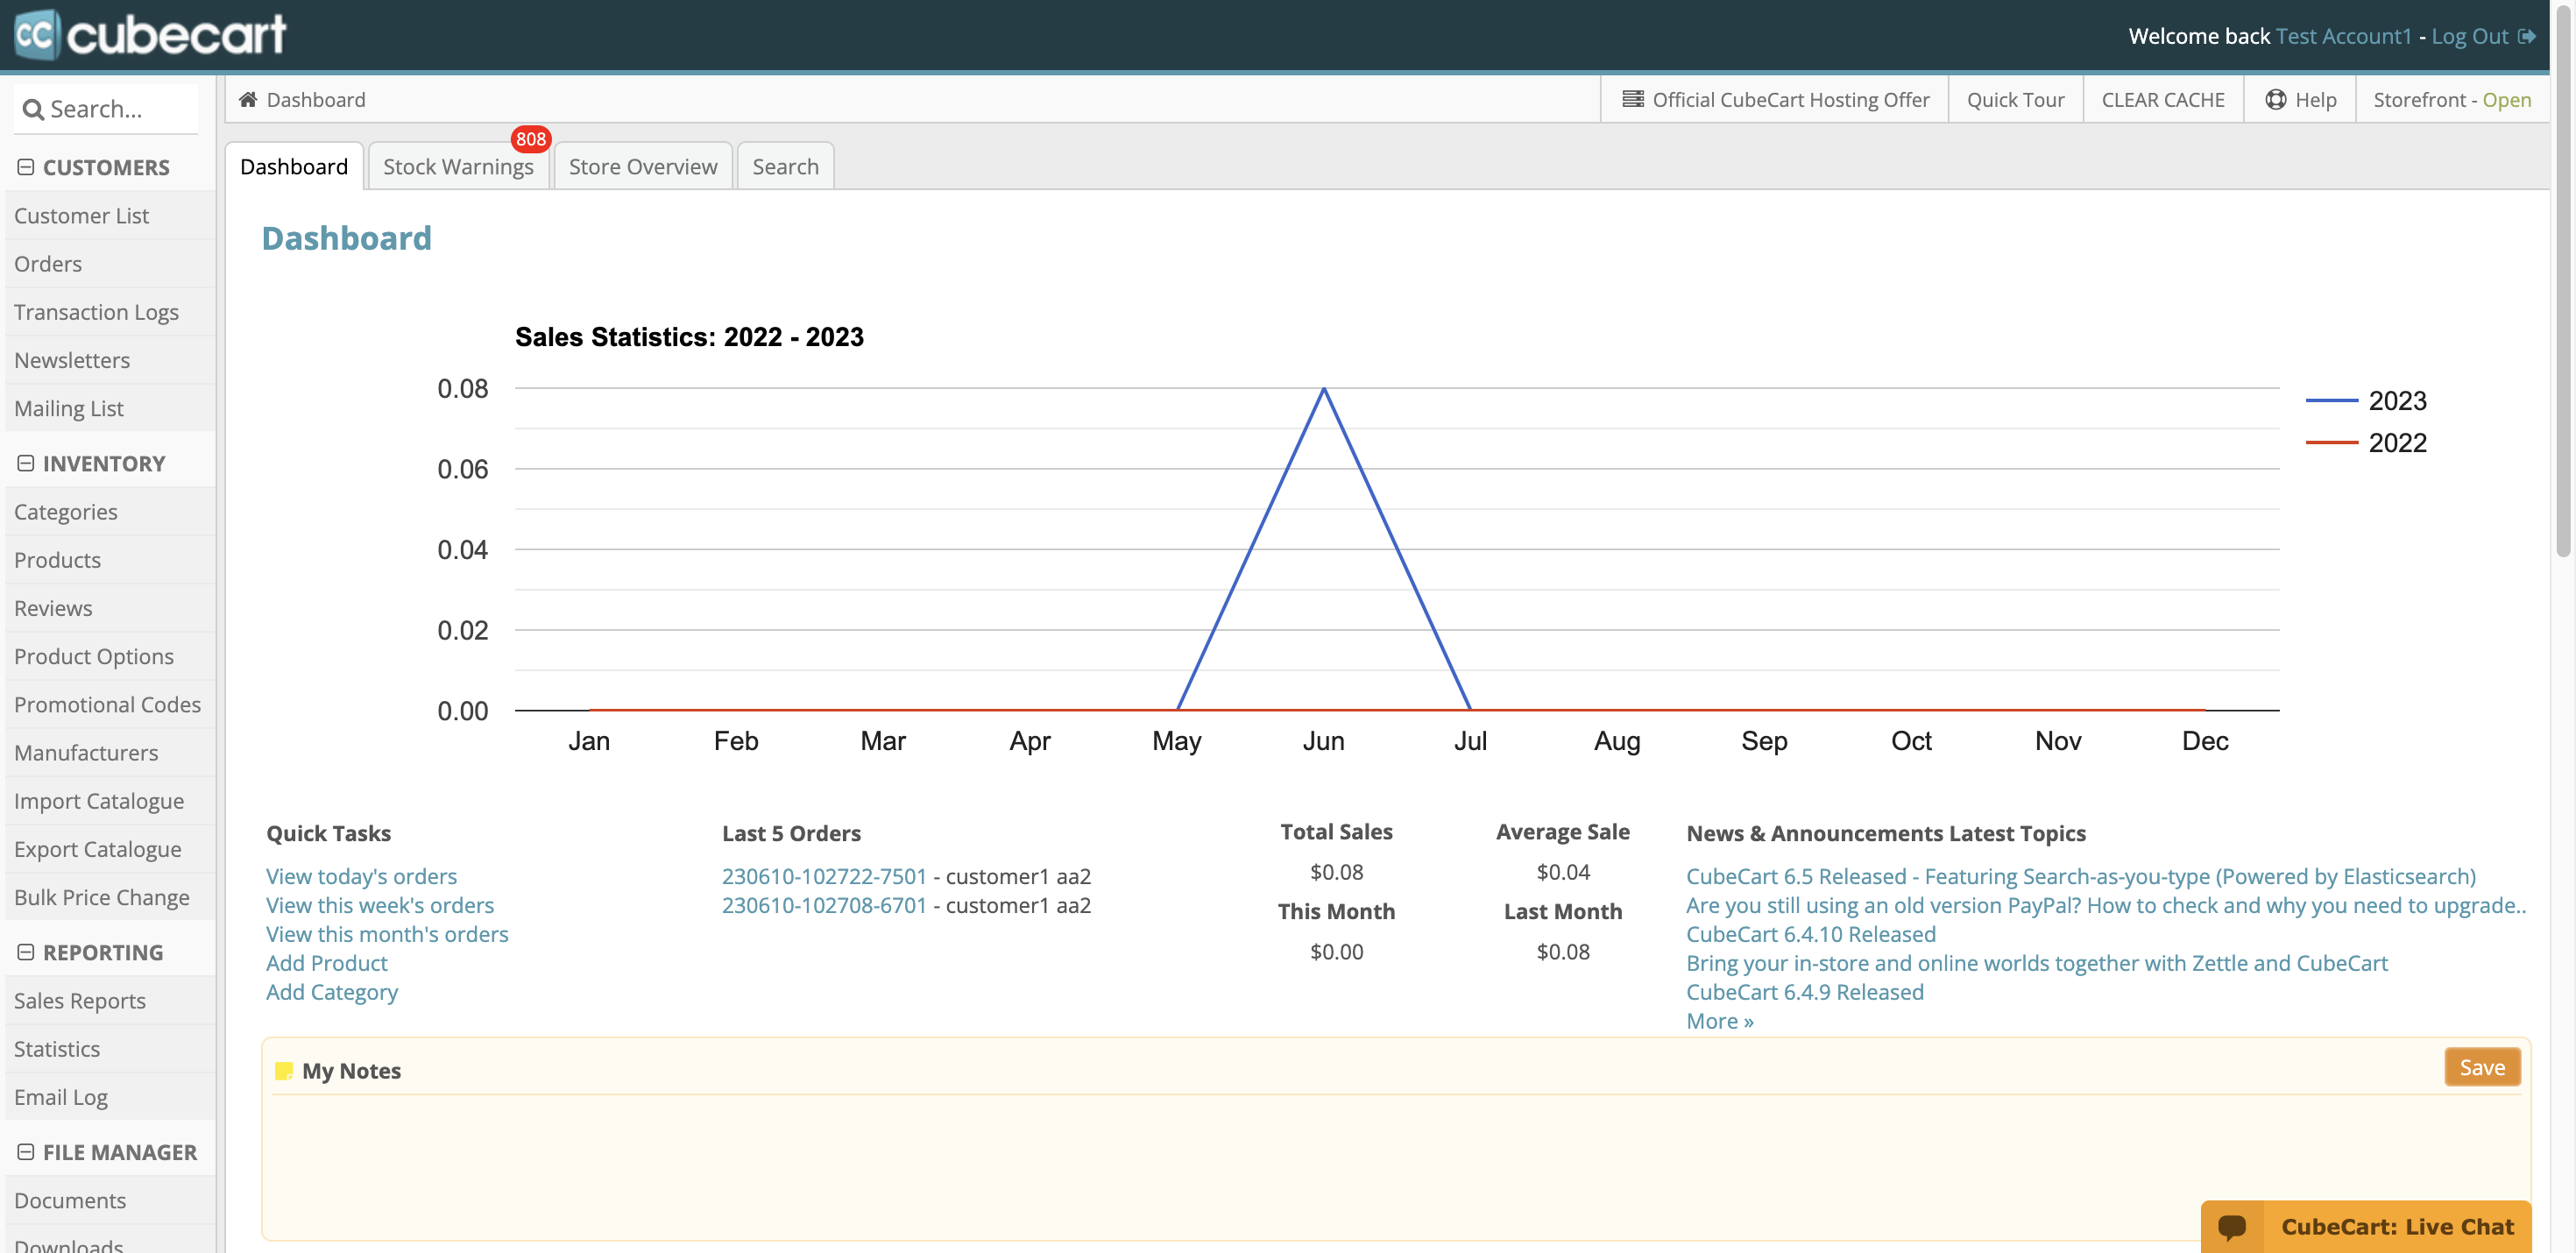 cc cubecart
Welcome back Test Account1 - Log Out
Search...
CUSTOMERS
Customer List
Orders
Transaction Logs
Newsletters
Mailing List
INVENTORY
Categories
Products
Reviews
Product Options
Promotional Codes
Manufacturers
Import Catalogue
Export Catalogue
Bulk Price Change
REPORTING
Sales Reports
Statistics
Email Log
FILE MANAGER
Documents
Downloads
Dashboard
Official CubeCart Hosting Offer
Quick Tour
CLEAR CACHE
Help
Storefront - Open
Dashboard
Stock Warnings
808
Store Overview
Search
Dashboard
Sales Statistics: 2022 - 2023
0.08
0.06
0.04
0.02
0.00
Jan Feb Mar Apr May Jun Jul Aug Sep Oct Nov Dec
2023
2022
Quick Tasks
View today's orders
View this week's orders
View this month's orders
Add Product
Add Category
Last 5 Orders
230610-102722-7501 - customer1 aa2
230610-102708-6701 - customer1 aa2
Total Sales
$0.08
Average Sale
$0.04
This Month
$0.00
Last Month
$0.08
News & Announcements Latest Topics
CubeCart 6.5 Released - Featuring Search-as-you-type (Powered by Elasticsearch)
Are you still using an old version PayPal? How to check and why you need to upgrade..
CubeCart 6.4.10 Released
Bring your in-store and online worlds together with Zettle and CubeCart
CubeCart 6.4.9 Released
More »
My Notes
Save
CubeCart: Live Chat